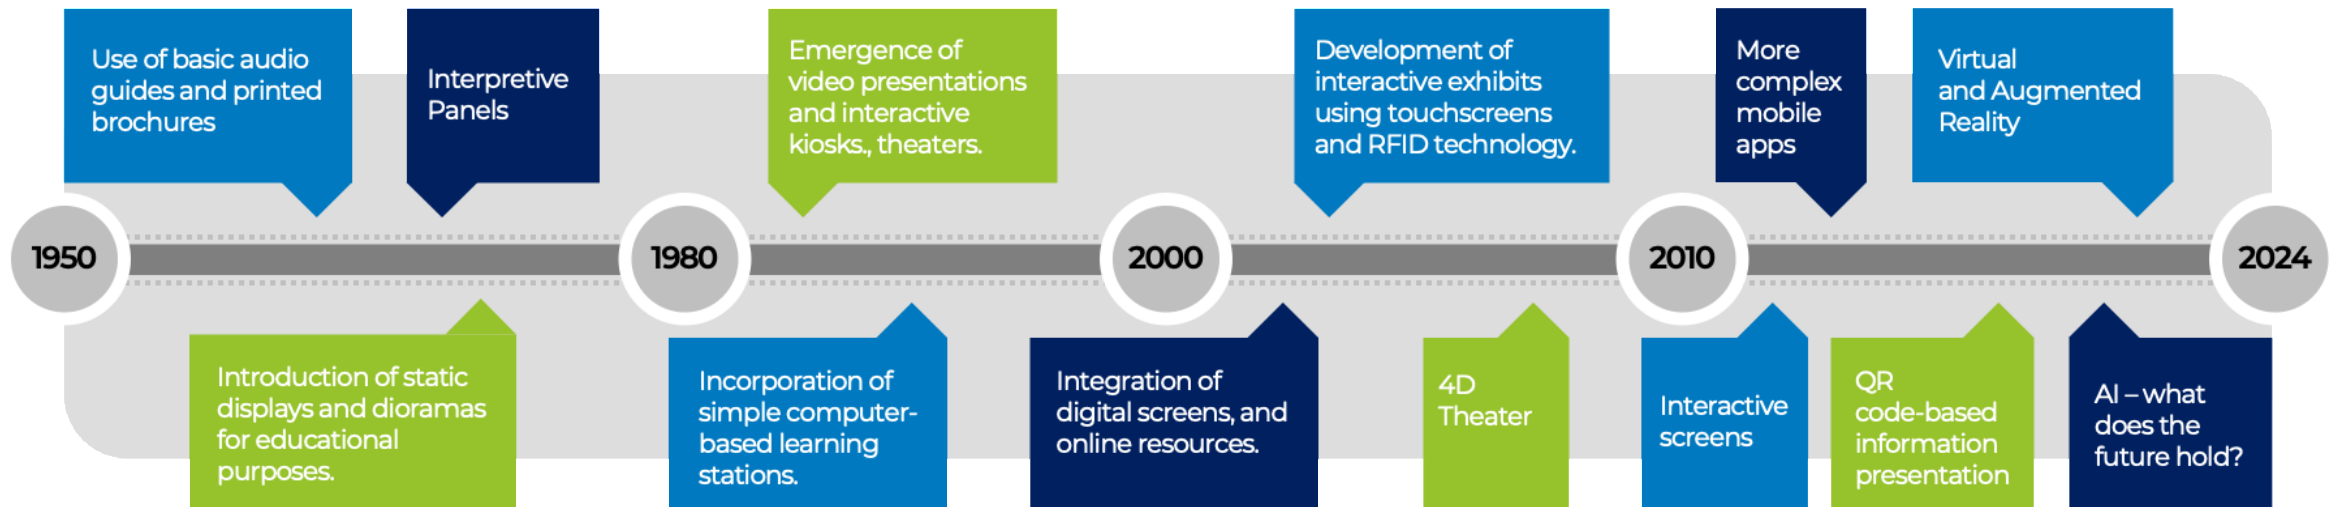 Use of basic audio
guides and printed
brochures
Interpretive
Panels
Emergence of
video presentations
and interactive
kiosks., theaters.
Development of
interactive exhibits
using touchscreens
and RFID technology.
More
complex
mobile
apps
Virtual
and Augmented
Reality
1950
1980
2000
2010
2024
Introduction of static
displays and dioramas
for educational
purposes.
Incorporation of
simple computer-
based learning
stations.
Integration of
digital screens, and
online resources.
4D
Theater
Interactive
screens
QR
code-based
information
presentation
AI – what
does the
future hold?